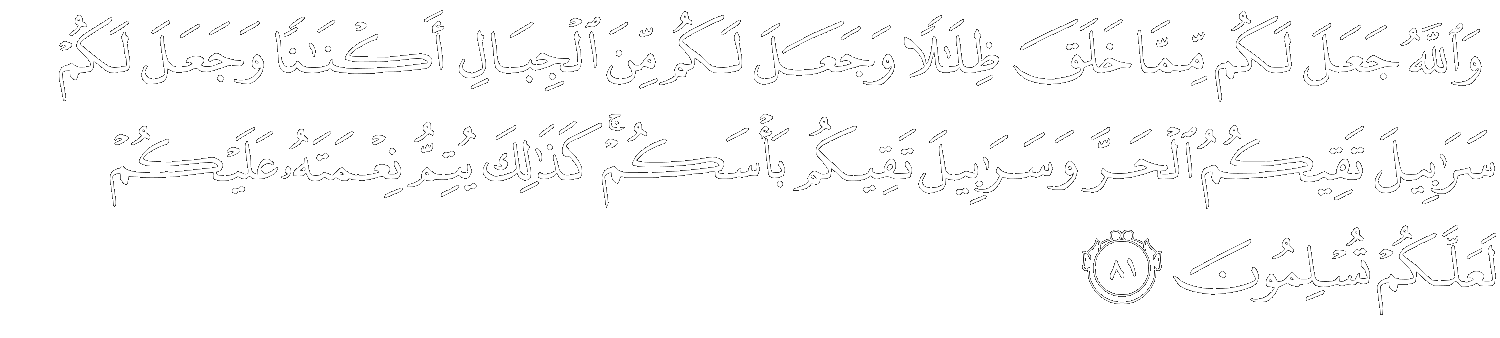 وَٱللَّهُ جَعَلَ لَكُم مِّمَّا خَلَقَ ظِلَٰلًا وَجَعَلَ لَكُم مِّنَ ٱلْجِبَالِ أَكْنَٰنًا وَجَعَلَ لَكُمْ
سَرَٰبِيلَ تَقِيكُمُ ٱلْحَرَّ وَسَرَٰبِيلَ تَقِيكُم بَأْسَكُمْ ۚ كَذَٰلِكَ يُتِمُّ نِعْمَتَهُۥ عَلَيْكُمْ
لَعَلَّكُمْ تُسْلِمُونَ ٨١